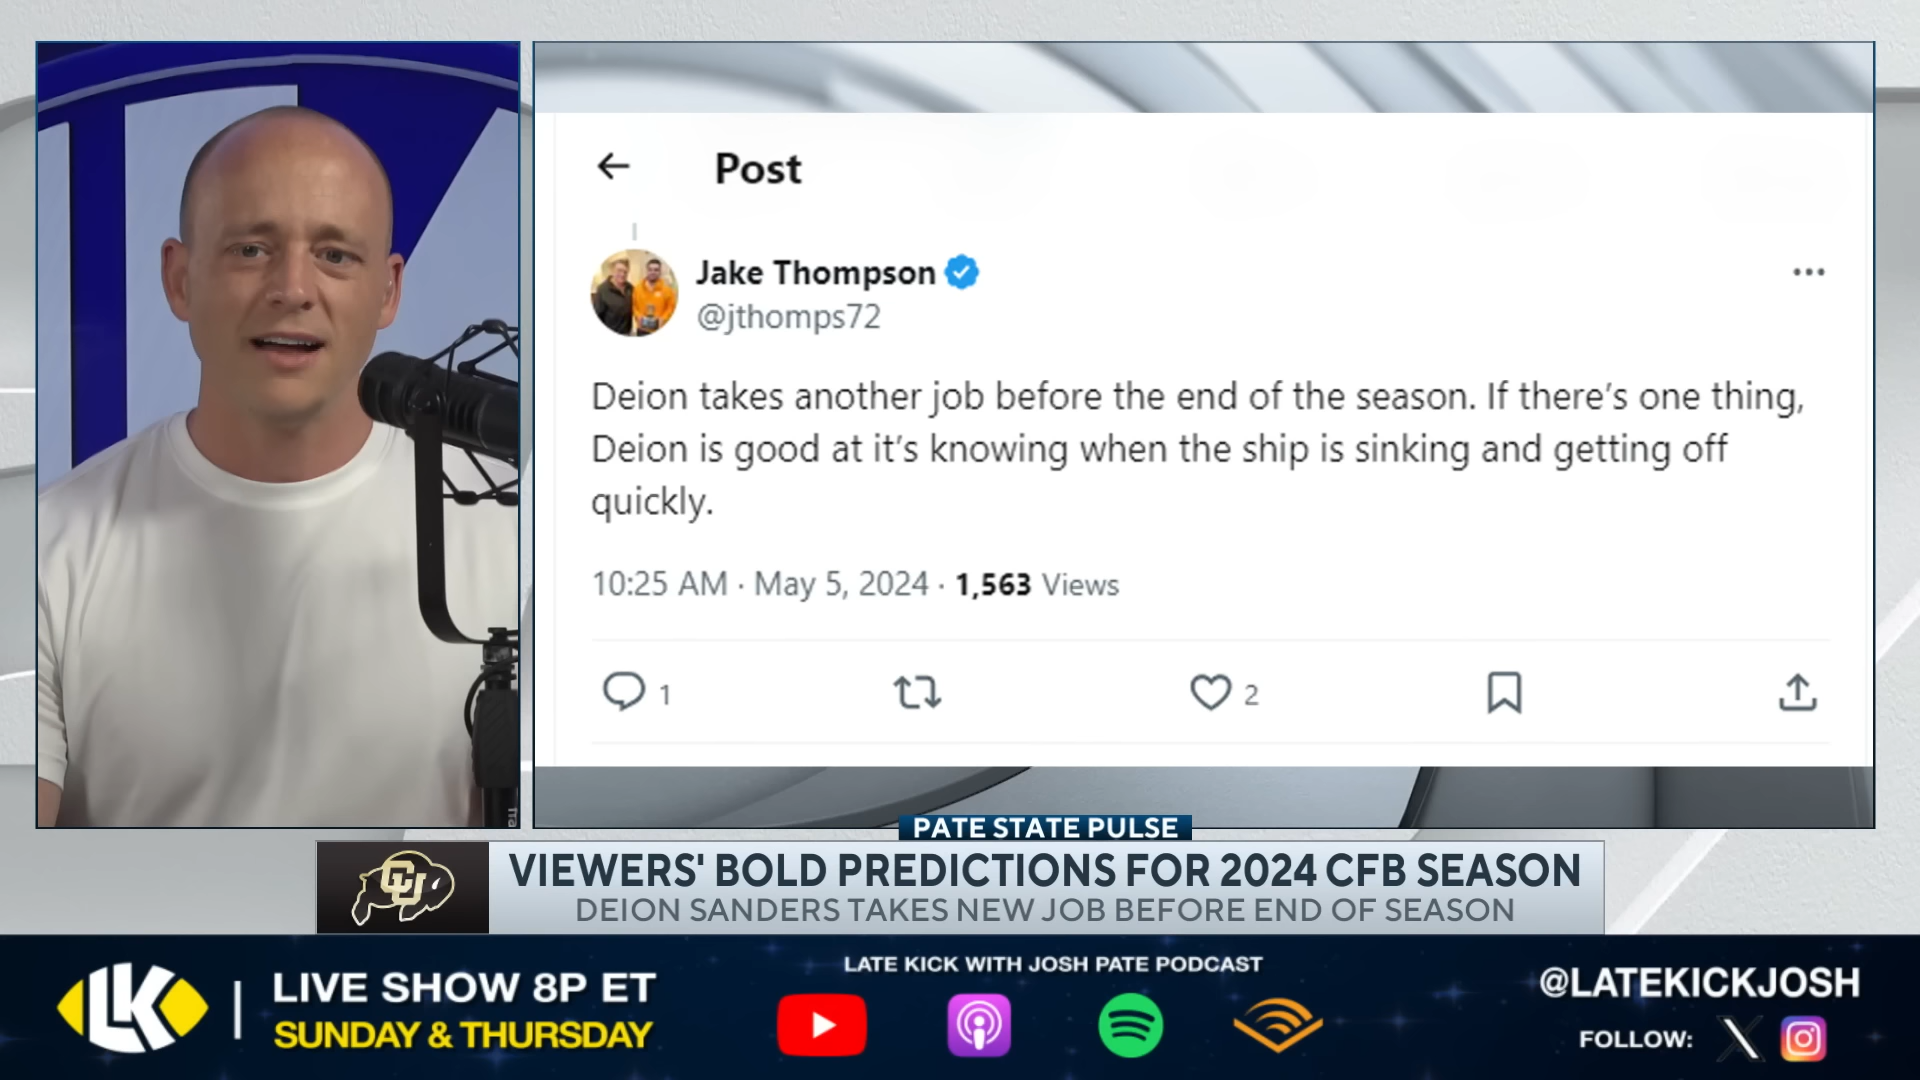 Post
Jake Thompson
@jthomps72
Deion takes another job before the end of the season. If there's one thing,
Deion is good at it's knowing when the ship is sinking and getting off
quickly.
10:25 AM · May 5, 2024 · 1,563 Views
1
2
PATE STATE PULSE
CU
VIEWERS' BOLD PREDICTIONS FOR 2024 CFB SEASON
DEION SANDERS TAKES NEW JOB BEFORE END OF SEASON
LK
LIVE SHOW 8P ET
SUNDAY & THURSDAY
LATE KICK WITH JOSH PATE PODCAST
@LATEKICKJOSH
FOLLOW: